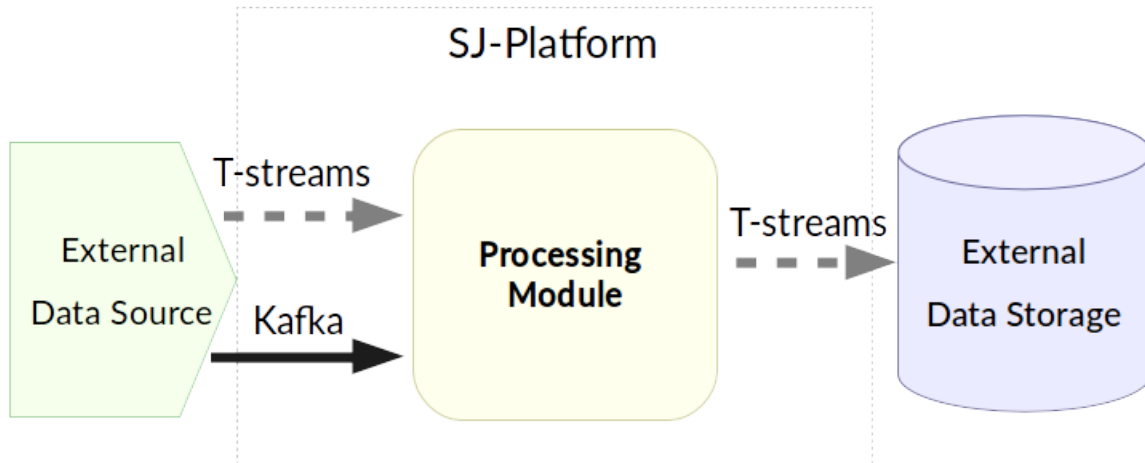 SJ-Platform
T-streams
External
Data Source
Kafka
Processing
Module
T-streams
External
Data Storage